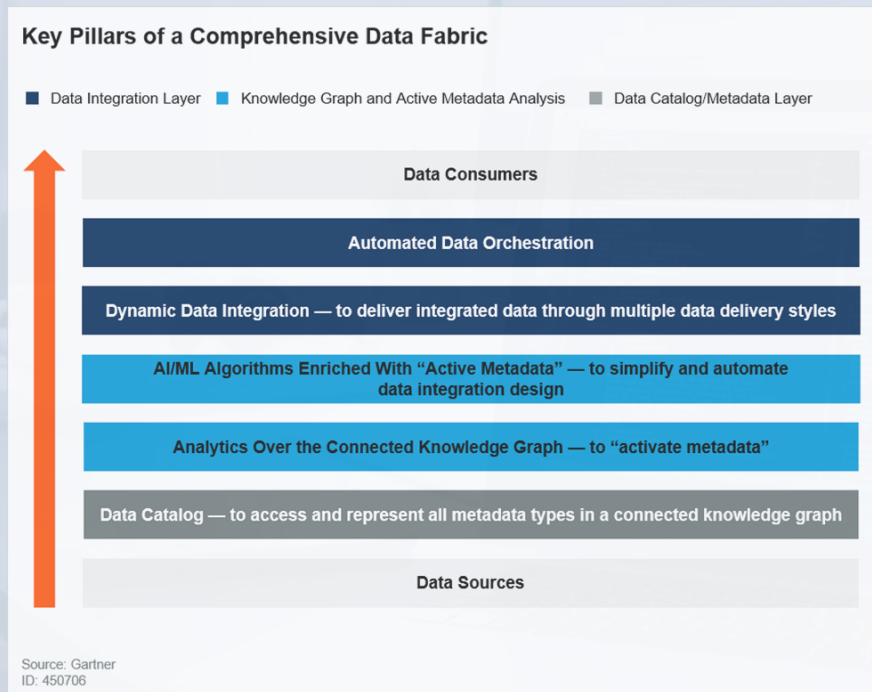 Key Pillars of a Comprehensive Data Fabric
Data Integration Layer
Knowledge Graph and Active Metadata Analysis
Data Catalog/Metadata Layer
Data Consumers
Automated Data Orchestration
Dynamic Data Integration — to deliver integrated data through multiple data delivery styles
AI/ML Algorithms Enriched With “Active Metadata” — to simplify and automate
data integration design
Analytics Over the Connected Knowledge Graph — to “activate metadata”
Data Catalog — to access and represent all metadata types in a connected knowledge graph
Data Sources
Source: Gartner
ID: 450706